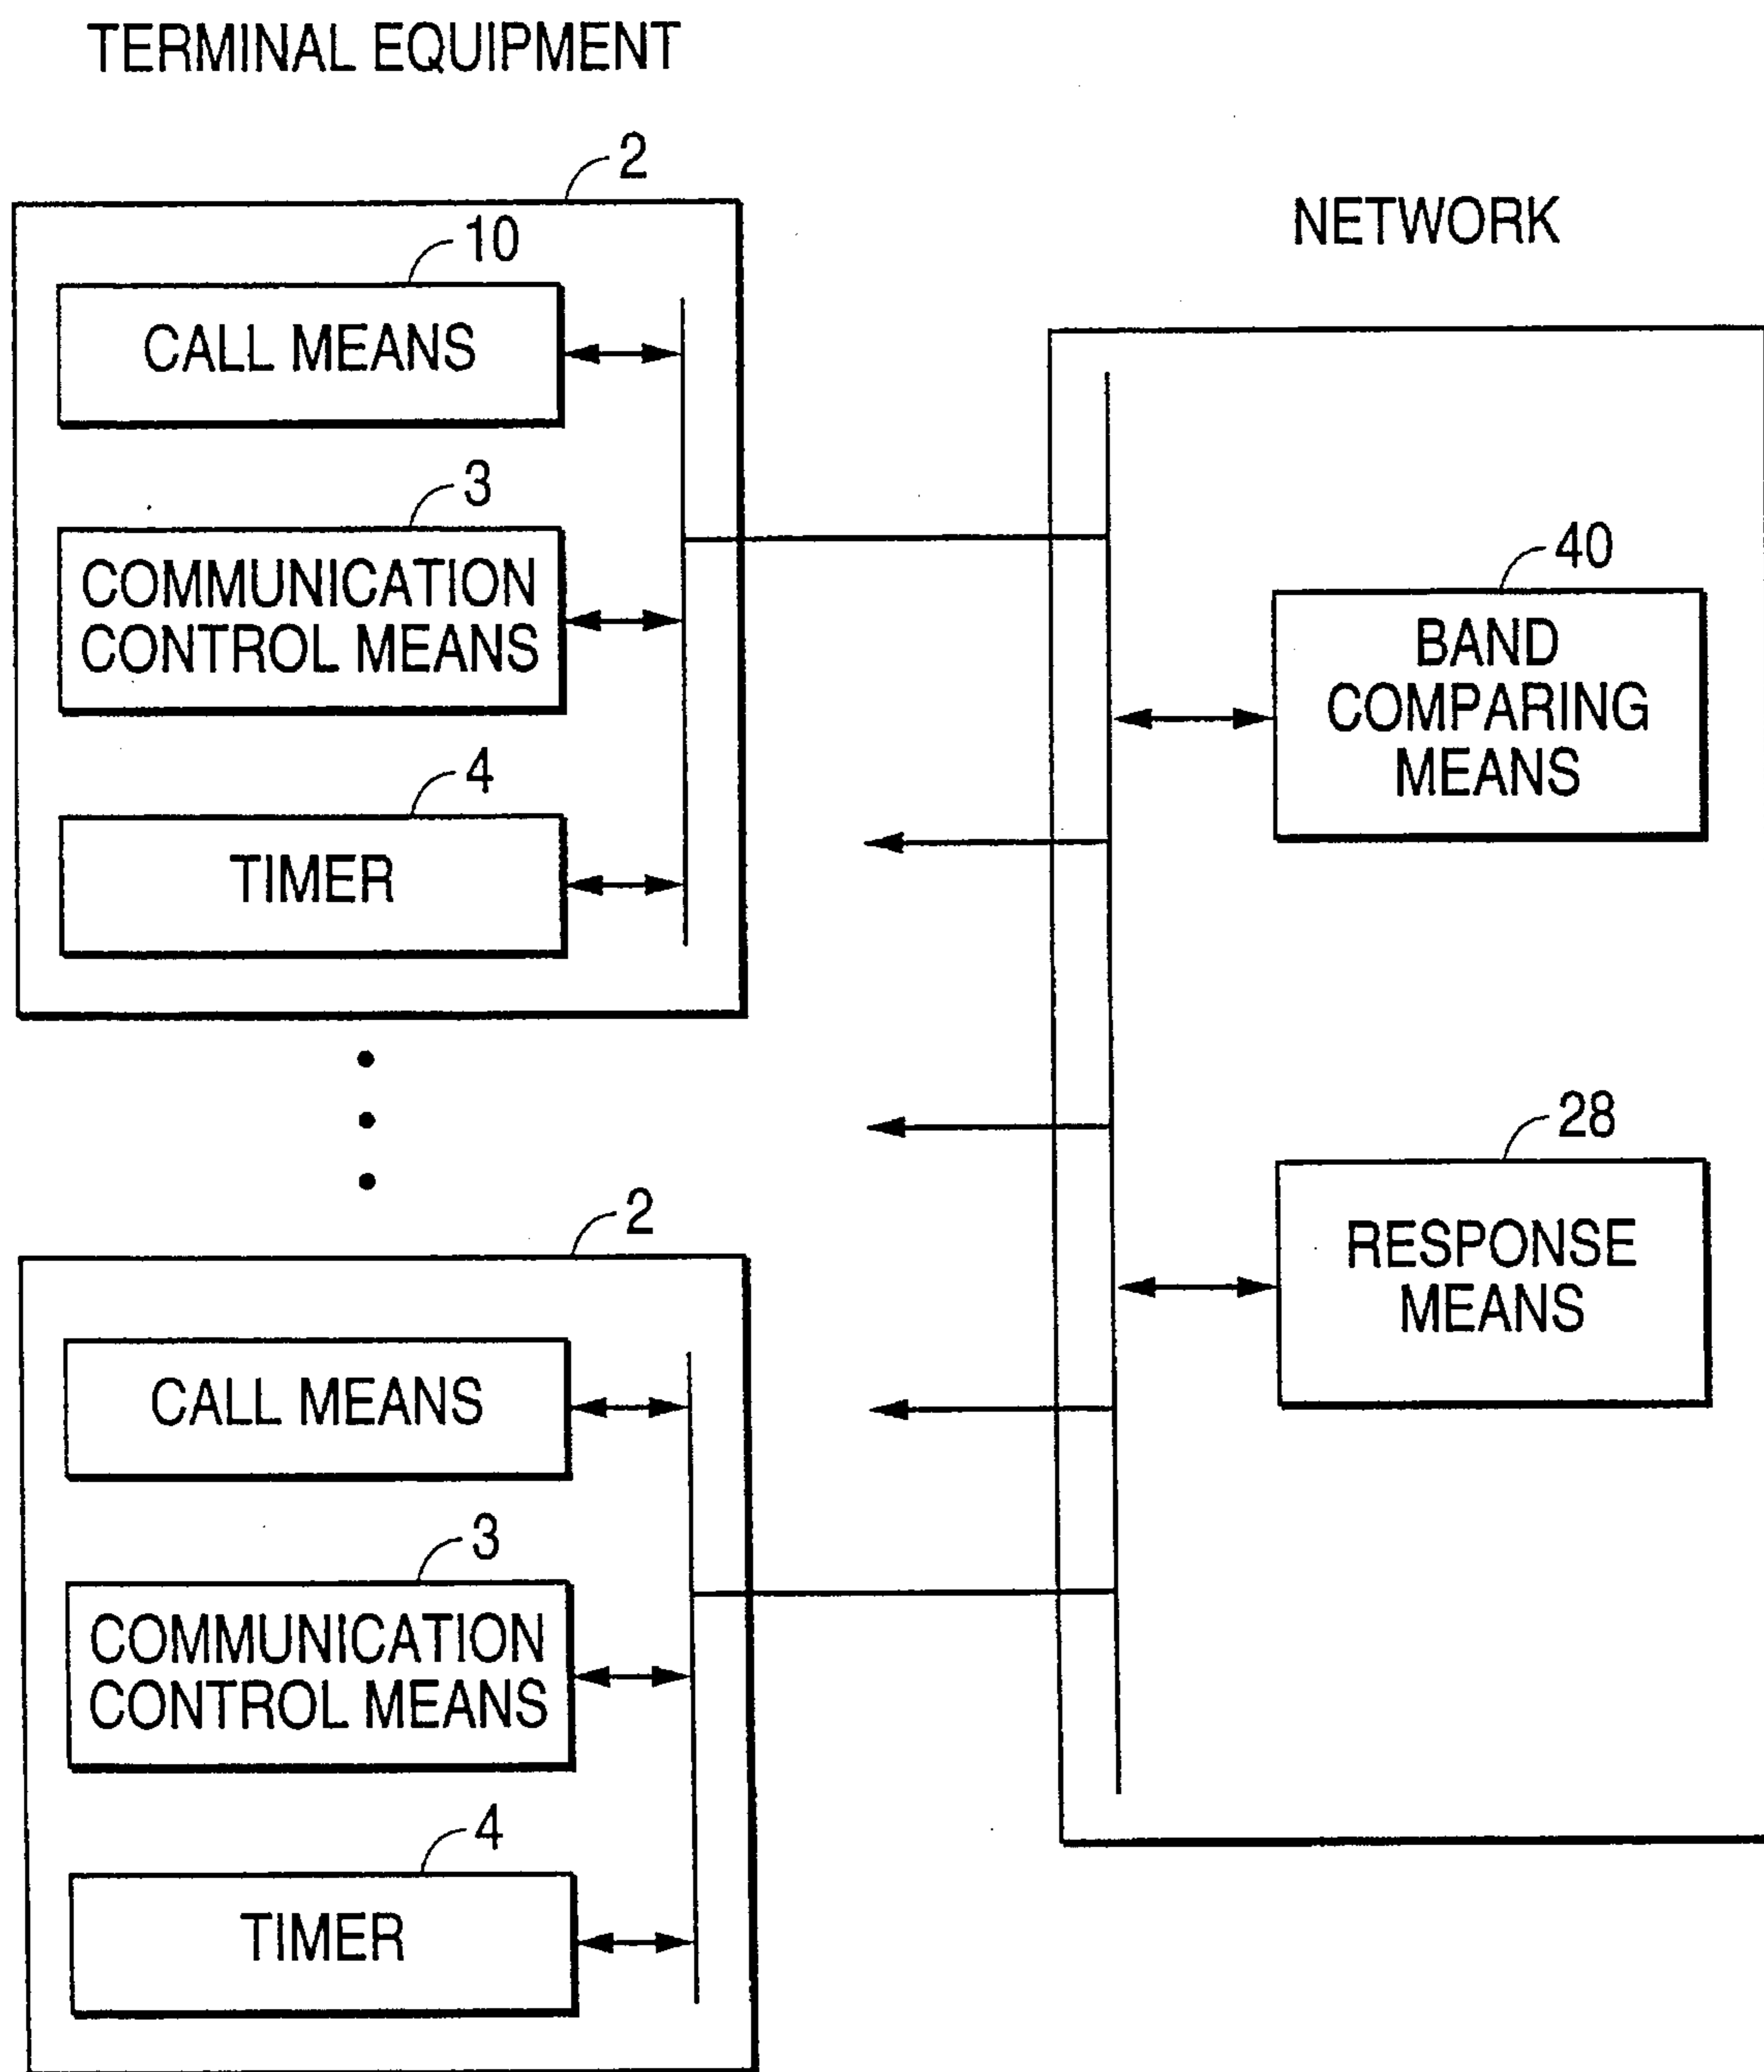 TERMINAL EQUIPMENT
2
10
CALL MEANS
3
COMMUNICATION
CONTROL MEANS
4
TIMER
2
CALL MEANS
3
COMMUNICATION
CONTROL MEANS
4
TIMER
NETWORK
40
BAND
COMPARING
MEANS
28
RESPONSE
MEANS